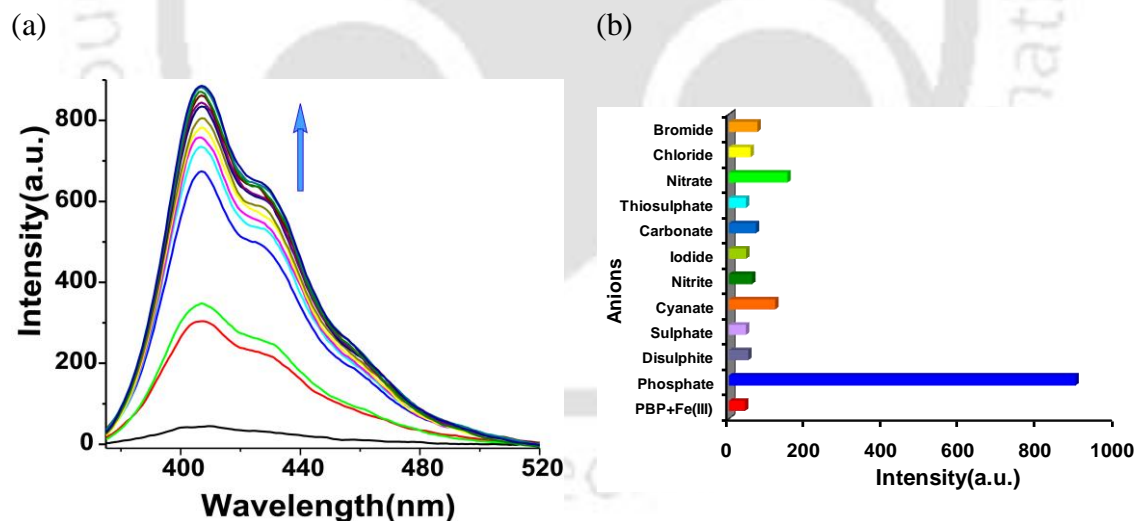 (a)
(b)
Intensity(a.u.)
800
600
400
200
0
400
440
480
520
Wavelength(nm)
Anions
Bromide
Chloride
Nitrate
Thiosulphate
Carbonate
Iodide
Nitrite
Cyanate
Sulphate
Disulphite
Phosphate
PBP+Fe(III)
0
200
400
600
800
1000
Intensity(a.u.)